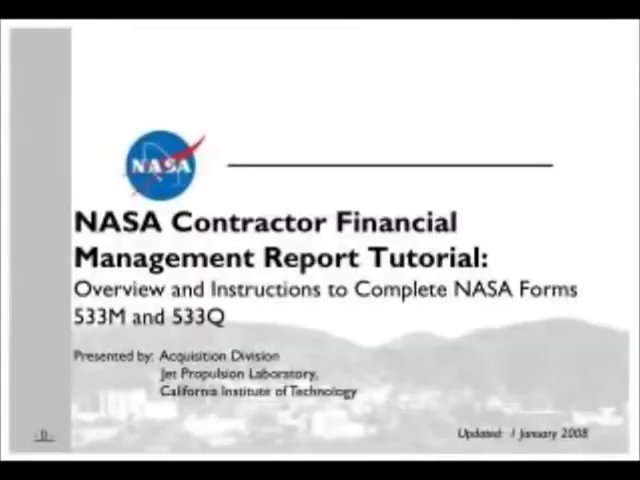 NASA
NASA Contractor Financial
Management Report Tutorial:
Overview and Instructions to Complete NASA Forms
533M and 533Q
Presented by: Acquisition Division
Jet Propulsion Laboratory,
California Institute of Technology
- 0 -
Updated: 1 January 2008